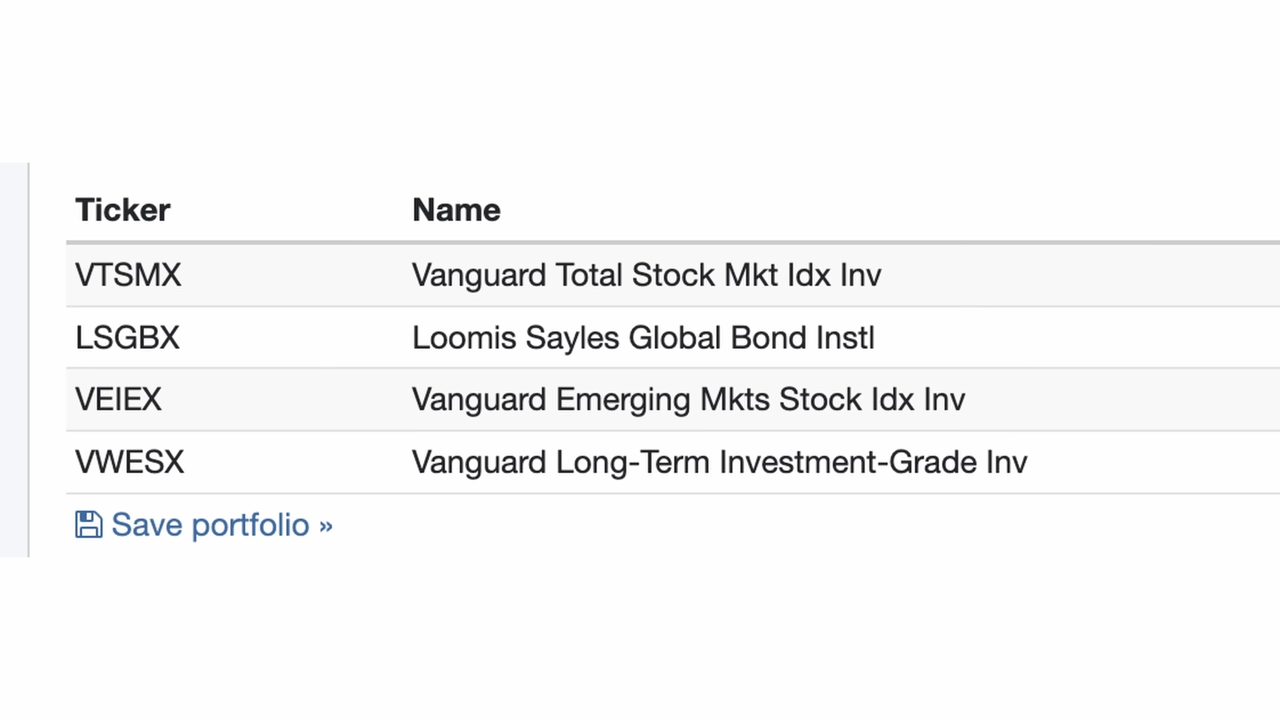 Ticker Name
VTSMX Vanguard Total Stock Mkt Idx Inv
LSGBX Loomis Sayles Global Bond Instl
VEIEX Vanguard Emerging Mkts Stock Idx Inv
VWESX Vanguard Long-Term Investment-Grade Inv
Save portfolio »